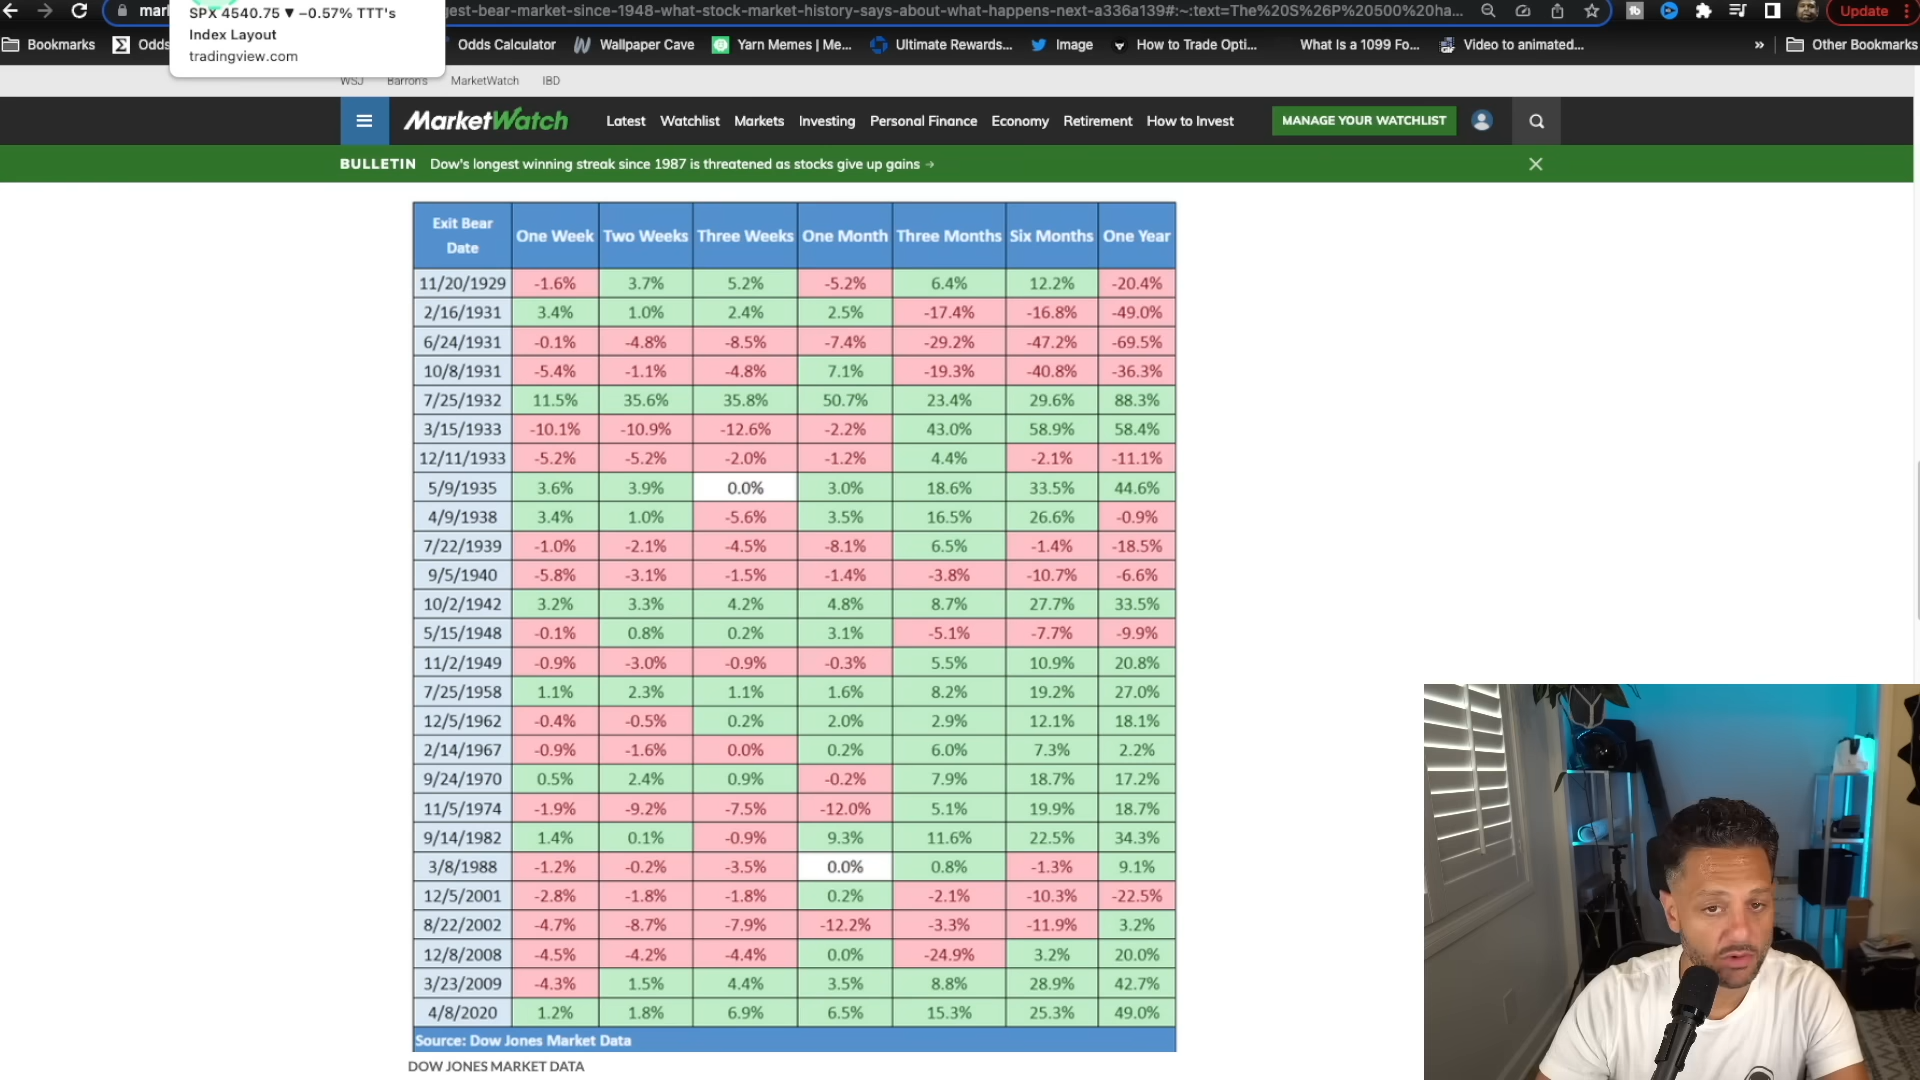 SPX 4540.75 ▼ −0.57% TTT's
Index Layout
tradingview.com
gest-bear-market-since-1948-what-stock-market-history-says-about-what-happens-next-a336a139#:~:text=The%20S%26P%20500%20ha...
Update
Bookmarks Odds Odds Calculator Wallpaper Cave Yarn Memes | Me... Ultimate Rewards... Image How to Trade Opti... What Is a 1099 Fo... Video to animated... » Other Bookmarks
WSJ Barron's MarketWatch IBD
MarketWatch Latest Watchlist Markets Investing Personal Finance Economy Retirement How to Invest MANAGE YOUR WATCHLIST
BULLETIN Dow's longest winning streak since 1987 is threatened as stocks give up gains →
Exit Bear Date One Week Two Weeks Three Weeks One Month Three Months Six Months One Year
11/20/1929 -1.6% 3.7% 5.2% -5.2% 6.4% 12.2% -20.4%
2/16/1931 3.4% 1.0% 2.4% 2.5% -17.4% -16.8% -49.0%
6/24/1931 -0.1% -4.8% -8.5% -7.4% -29.2% -47.2% -69.5%
10/8/1931 -5.4% -1.1% -4.8% 7.1% -19.3% -40.8% -36.3%
7/25/1932 11.5% 35.6% 35.8% 50.7% 23.4% 29.6% 88.3%
3/15/1933 -10.1% -10.9% -12.6% -2.2% 43.0% 58.9% 58.4%
12/11/1933 -5.2% -5.2% -2.0% -1.2% 4.4% -2.1% -11.1%
5/9/1935 3.6% 3.9% 0.0% 3.0% 18.6% 33.5% 44.6%
4/9/1938 3.4% 1.0% -5.6% 3.5% 16.5% 26.6% -0.9%
7/22/1939 -1.0% -2.1% -4.5% -8.1% 6.5% -1.4% -18.5%
9/5/1940 -5.8% -3.1% -1.5% -1.4% -3.8% -10.7% -6.6%
10/2/1942 3.2% 3.3% 4.2% 4.8% 8.7% 27.7% 33.5%
5/15/1948 -0.1% 0.8% 0.2% 3.1% -5.1% -7.7% -9.9%
11/2/1949 -0.9% -3.0% -0.9% -0.3% 5.5% 10.9% 20.8%
7/25/1958 1.1% 2.3% 1.1% 1.6% 8.2% 19.2% 27.0%
12/5/1962 -0.4% -0.5% 0.2% 2.0% 2.9% 12.1% 18.1%
2/14/1967 -0.9% -1.6% 0.0% 0.2% 6.0% 7.3% 2.2%
9/24/1970 0.5% 2.4% 0.9% -0.2% 7.9% 18.7% 17.2%
11/5/1974 -1.9% -9.2% -7.5% -12.0% 5.1% 19.9% 18.7%
9/14/1982 1.4% 0.1% -0.9% 9.3% 11.6% 22.5% 34.3%
3/8/1988 -1.2% -0.2% -3.5% 0.0% 0.8% -1.3% 9.1%
12/5/2001 -2.8% -1.8% -1.8% 0.2% -2.1% -10.3% -22.5%
8/22/2002 -4.7% -8.7% -7.9% -12.2% -3.3% -11.9% 3.2%
12/8/2008 -4.5% -4.2% -4.4% 0.0% -24.9% 3.2% 20.0%
3/23/2009 -4.3% 1.5% 4.4% 3.5% 8.8% 28.9% 42.7%
4/8/2020 1.2% 1.8% 6.9% 6.5% 15.3% 25.3% 49.0%
Source: Dow Jones Market Data
DOW JONES MARKET DATA